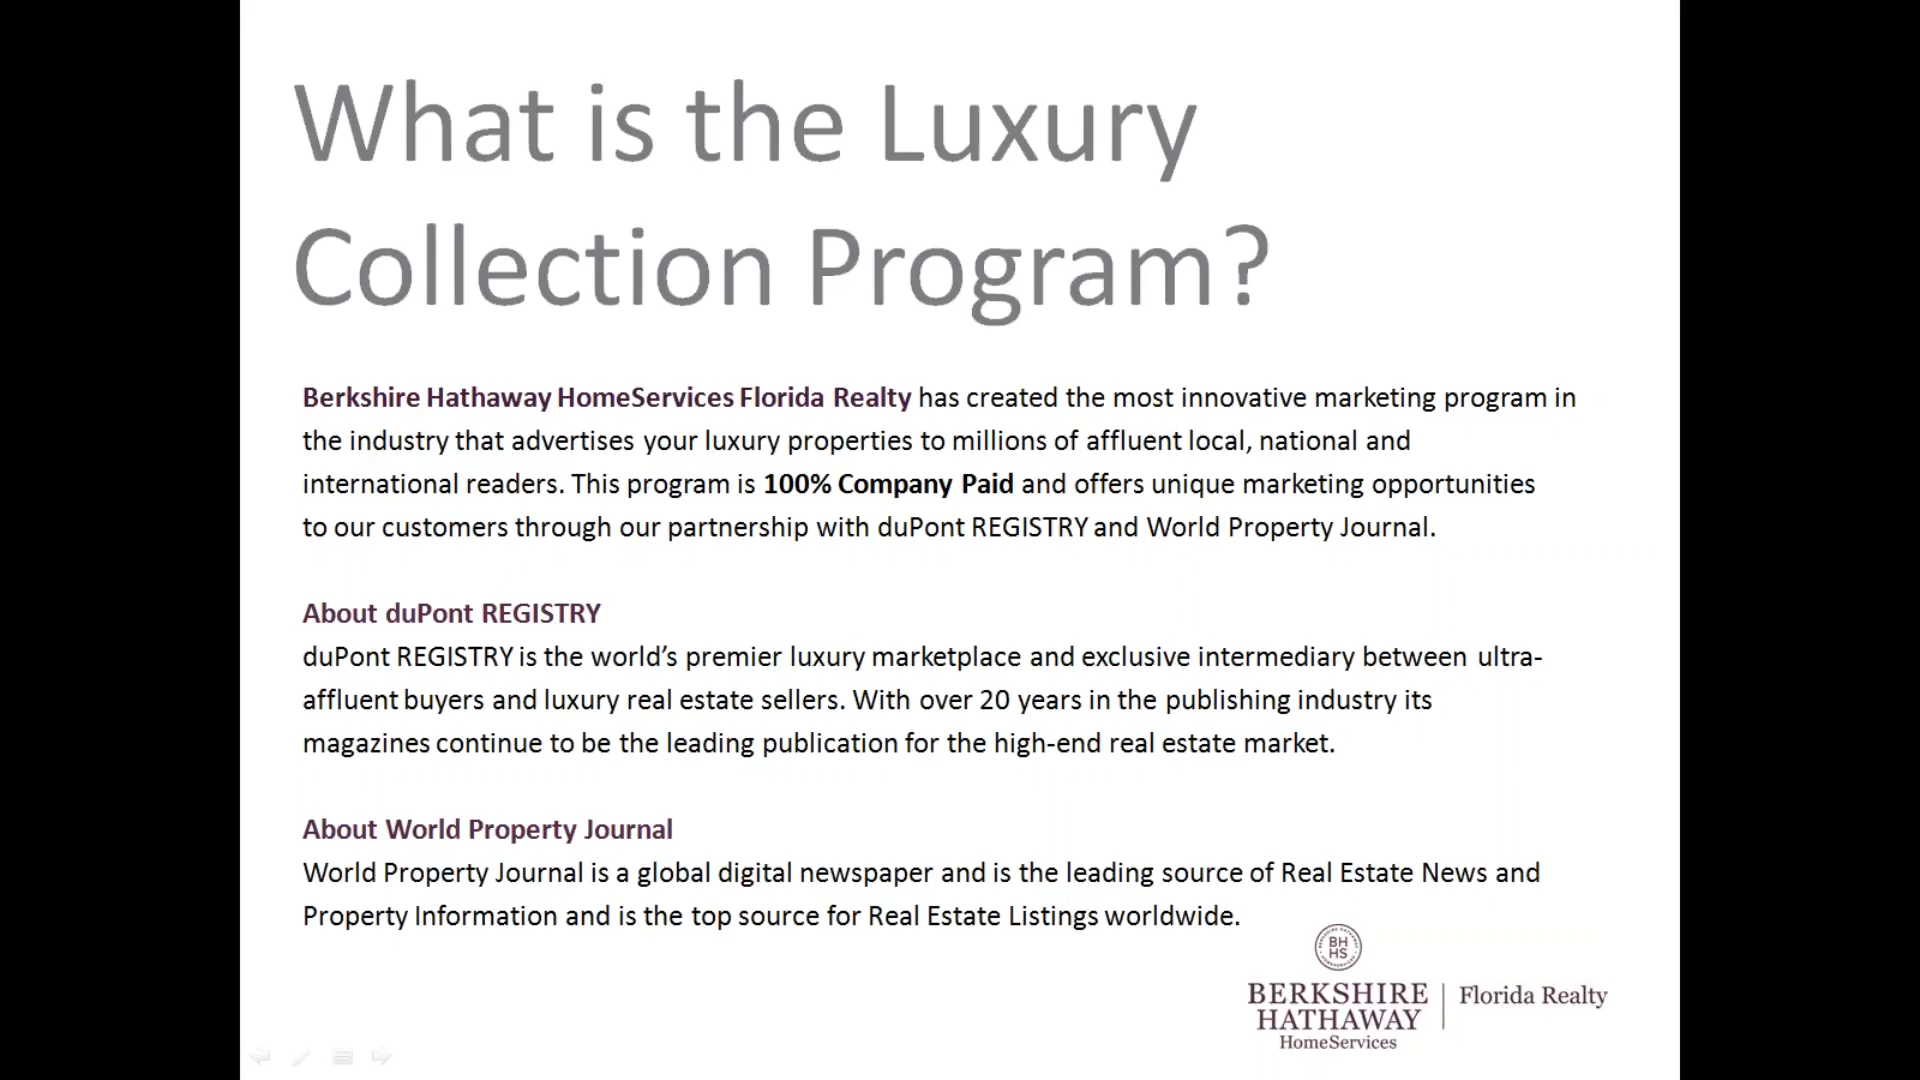 What is the Luxury
Collection Program?
Berkshire Hathaway HomeServices Florida Realty has created the most innovative marketing program in
the industry that advertises your luxury properties to millions of affluent local, national and
international readers. This program is 100% Company Paid and offers unique marketing opportunities
to our customers through our partnership with duPont REGISTRY and World Property Journal.
About duPont REGISTRY
duPont REGISTRY is the world’s premier luxury marketplace and exclusive intermediary between ultra-
affluent buyers and luxury real estate sellers. With over 20 years in the publishing industry its
magazines continue to be the leading publication for the high-end real estate market.
About World Property Journal
World Property Journal is a global digital newspaper and is the leading source of Real Estate News and
Property Information and is the top source for Real Estate Listings worldwide.
BH
HS
BERKSHIRE
HATHAWAY
HomeServices
Florida Realty